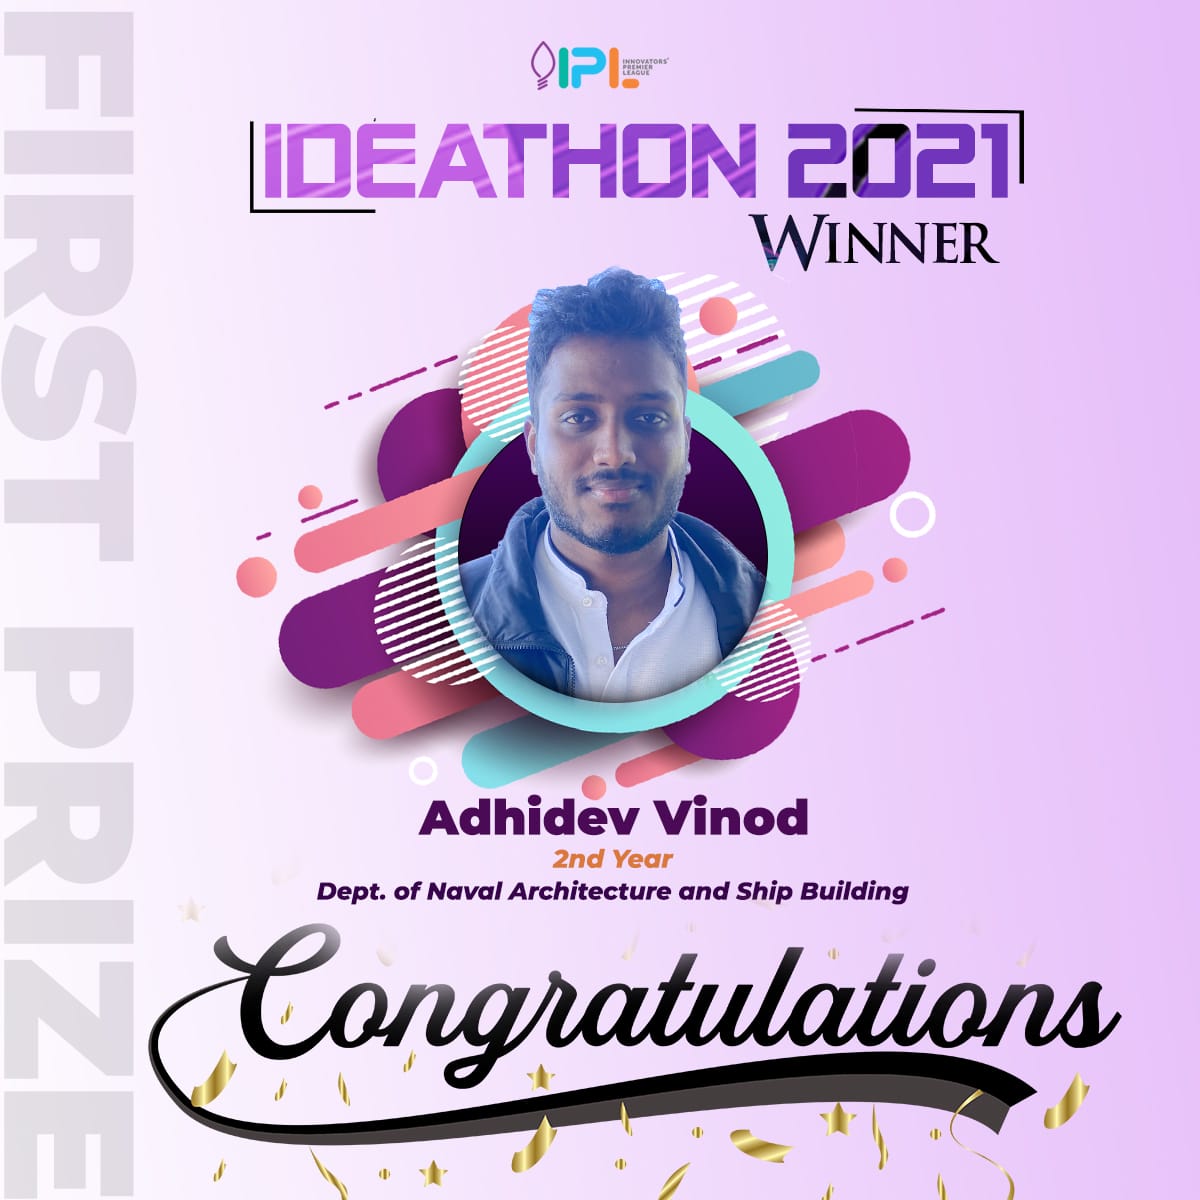 IPL INNOVATORS' PREMIER LEAGUE
IDEATHON 2021
WINNER
FIRST PRIZE
Adhidev Vinod
2nd Year
Dept. of Naval Architecture and Ship Building
Congratulations